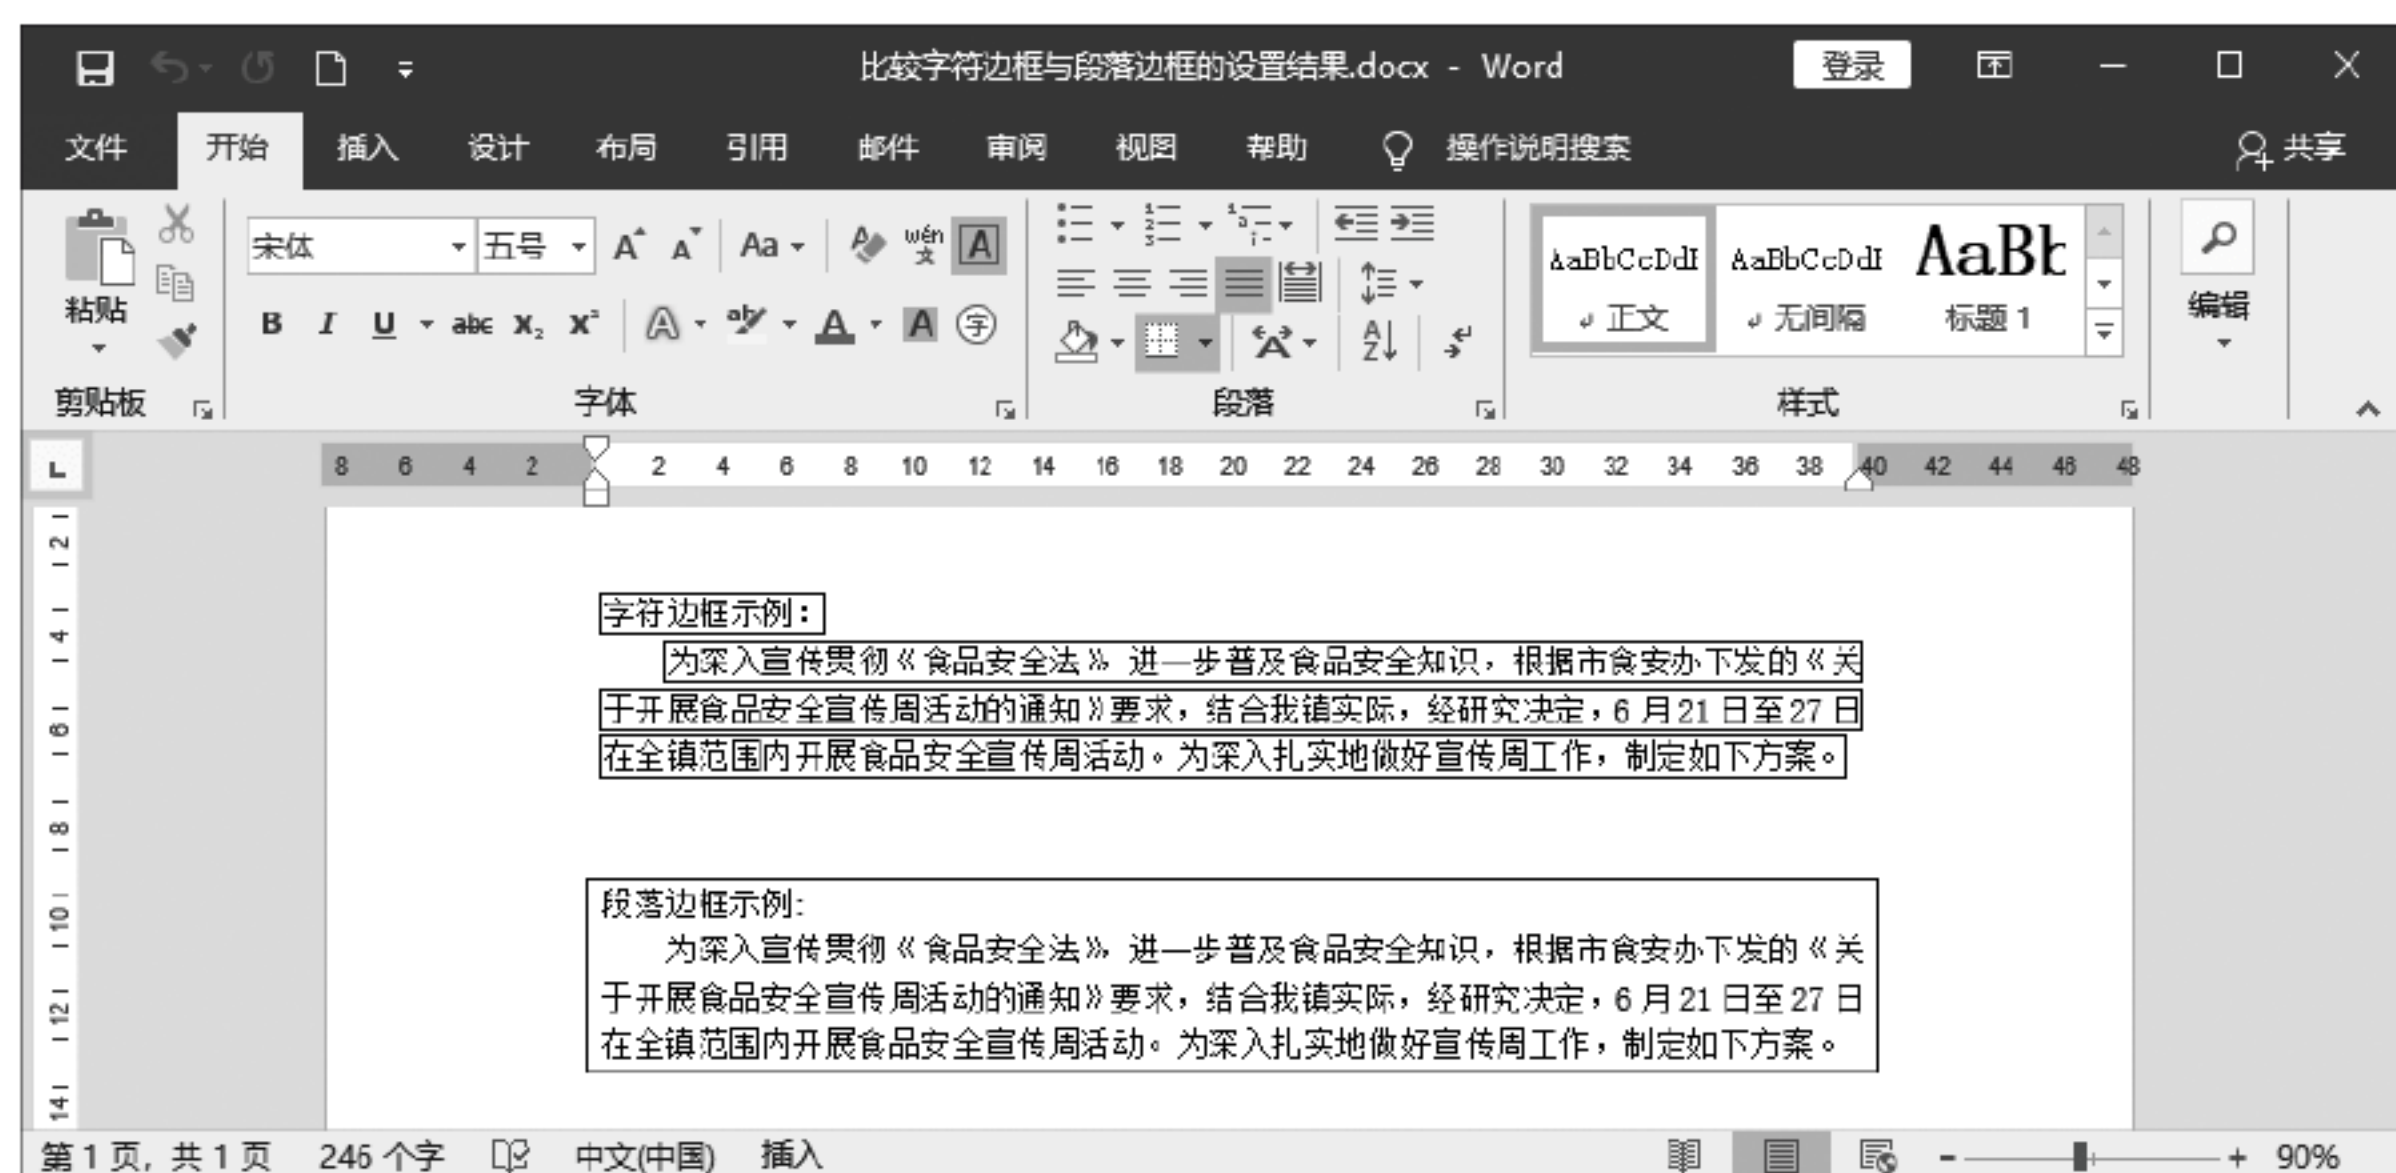 比较字符边框与段落边框的设置结果.docx - Word
登录
文件 开始 插入 设计 布局 引用 邮件 审阅 视图 帮助 操作说明搜索 共享
粘贴
剪贴板
宋体 五号 A A Aa wén 文 A
B I U abc X₂ X² A aby A A 字
字体
段落
AaBbCcDdI AaBbCcDdI AaBb
正文 无间隔 标题 1
样式
编辑
8 6 4 2 2 4 6 8 10 12 14 16 18 20 22 24 26 28 30 32 34 36 38 40 42 44 46 48
2
4
6
8
10
12
14
字符边框示例：
为深入宣传贯彻《食品安全法》，进一步普及食品安全知识，根据市食安办下发的《关
于开展食品安全宣传周活动的通知》要求，结合我镇实际，经研究决定，6 月 21 日至 27 日
在全镇范围内开展食品安全宣传周活动。为深入扎实地做好宣传周工作，制定如下方案。
段落边框示例:
为深入宣传贯彻《食品安全法》，进一步普及食品安全知识，根据市食安办下发的《关
于开展食品安全宣传周活动的通知》要求，结合我镇实际，经研究决定，6 月 21 日至 27 日
在全镇范围内开展食品安全宣传周活动。为深入扎实地做好宣传周工作，制定如下方案。
第 1 页, 共 1 页 246 个字 中文(中国) 插入 - + 90%